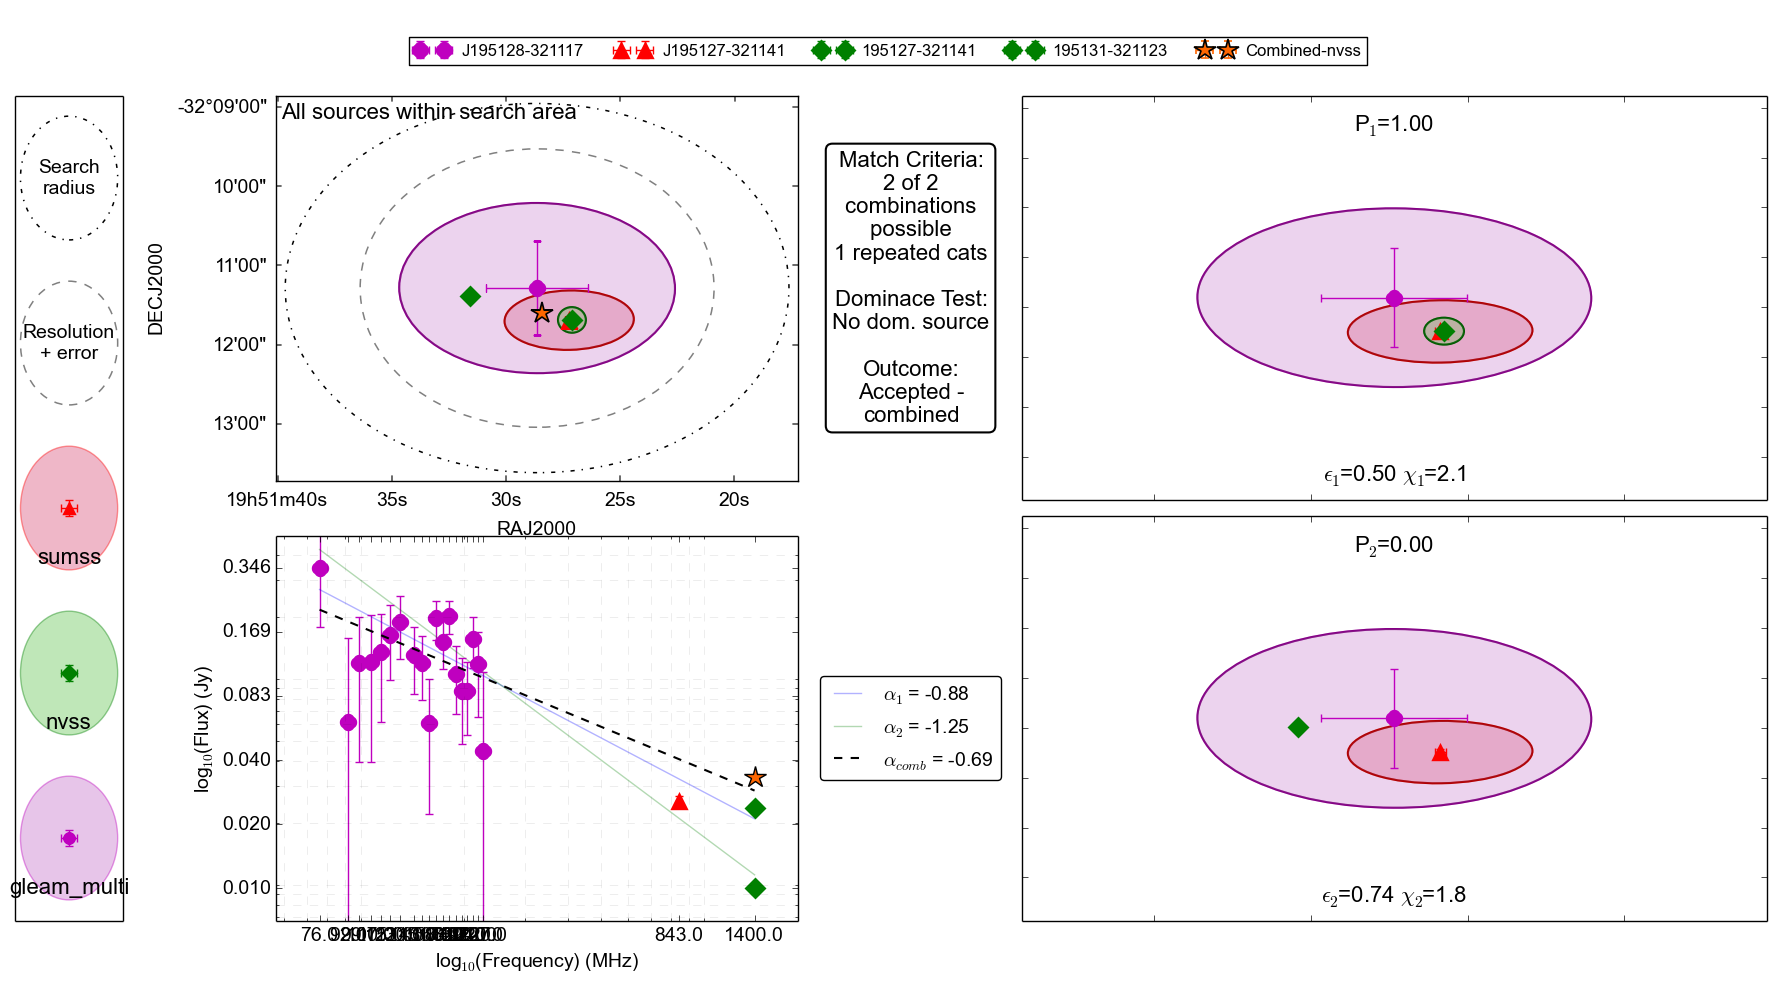 J195128-321117 J195127-321141 195127-321141 195131-321123 Combined-nvss
Search
radius
Resolution
+ error
sumss
nvss
gleam_multi
All sources within search area
DECJ2000
-32°09'00"
10'00"
11'00"
12'00"
13'00"
19h51m40s 35s 30s 25s 20s
RAJ2000
Match Criteria:
2 of 2
combinations
possible
1 repeated cats
Dominace Test:
No dom. source
Outcome:
Accepted -
combined
P1=1.00
ϵ1=0.50 χ1=2.1
P2=0.00
ϵ2=0.74 χ2=1.8
log10(Flux) (Jy)
0.346
0.169
0.083
0.040
0.020
0.010
843.0 1400.0
log10(Frequency) (MHz)
α1 = -0.88
α2 = -1.25
αcomb = -0.69